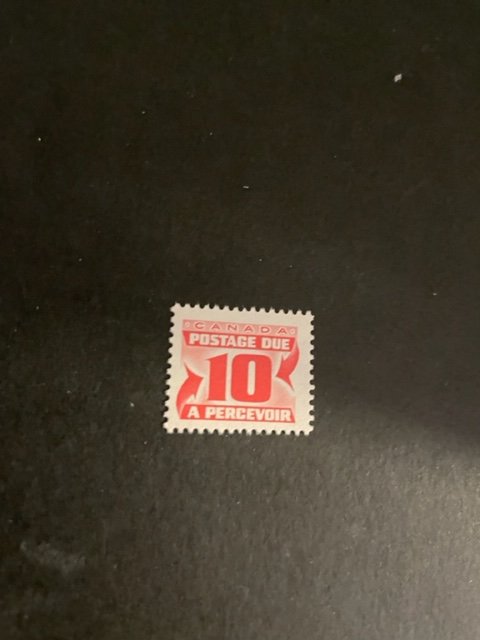 CANADA
POSTAGE DUE
10
A PERCEVOIR